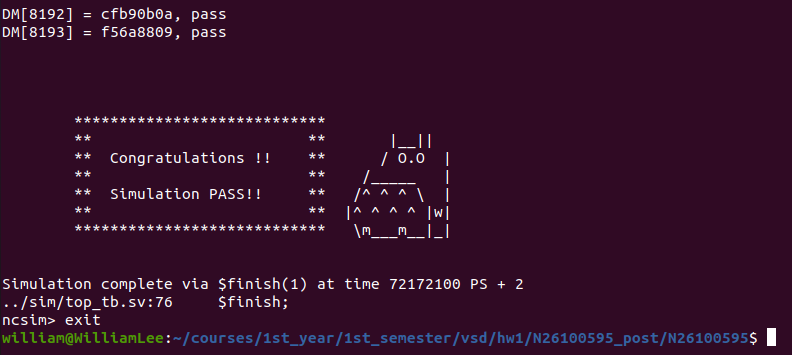 DM[8192] = cfb90b0a, pass
DM[8193] = f56a8809, pass
        ****************************
        **                        **       |__||
        **  Congratulations !!    **      / O.O  |
        **                        **    /_____   |
        **  Simulation PASS!!     **   /^ ^ ^ \  |
        **                        **  |^ ^ ^ ^ |w|
        ****************************   \m___m__|_|
Simulation complete via $finish(1) at time 72172100 PS + 2
../sim/top_tb.sv:76     $finish;
ncsim> exit
william@WilliamLee:~/courses/1st_year/1st_semester/vsd/hw1/N26100595_post/N26100595$